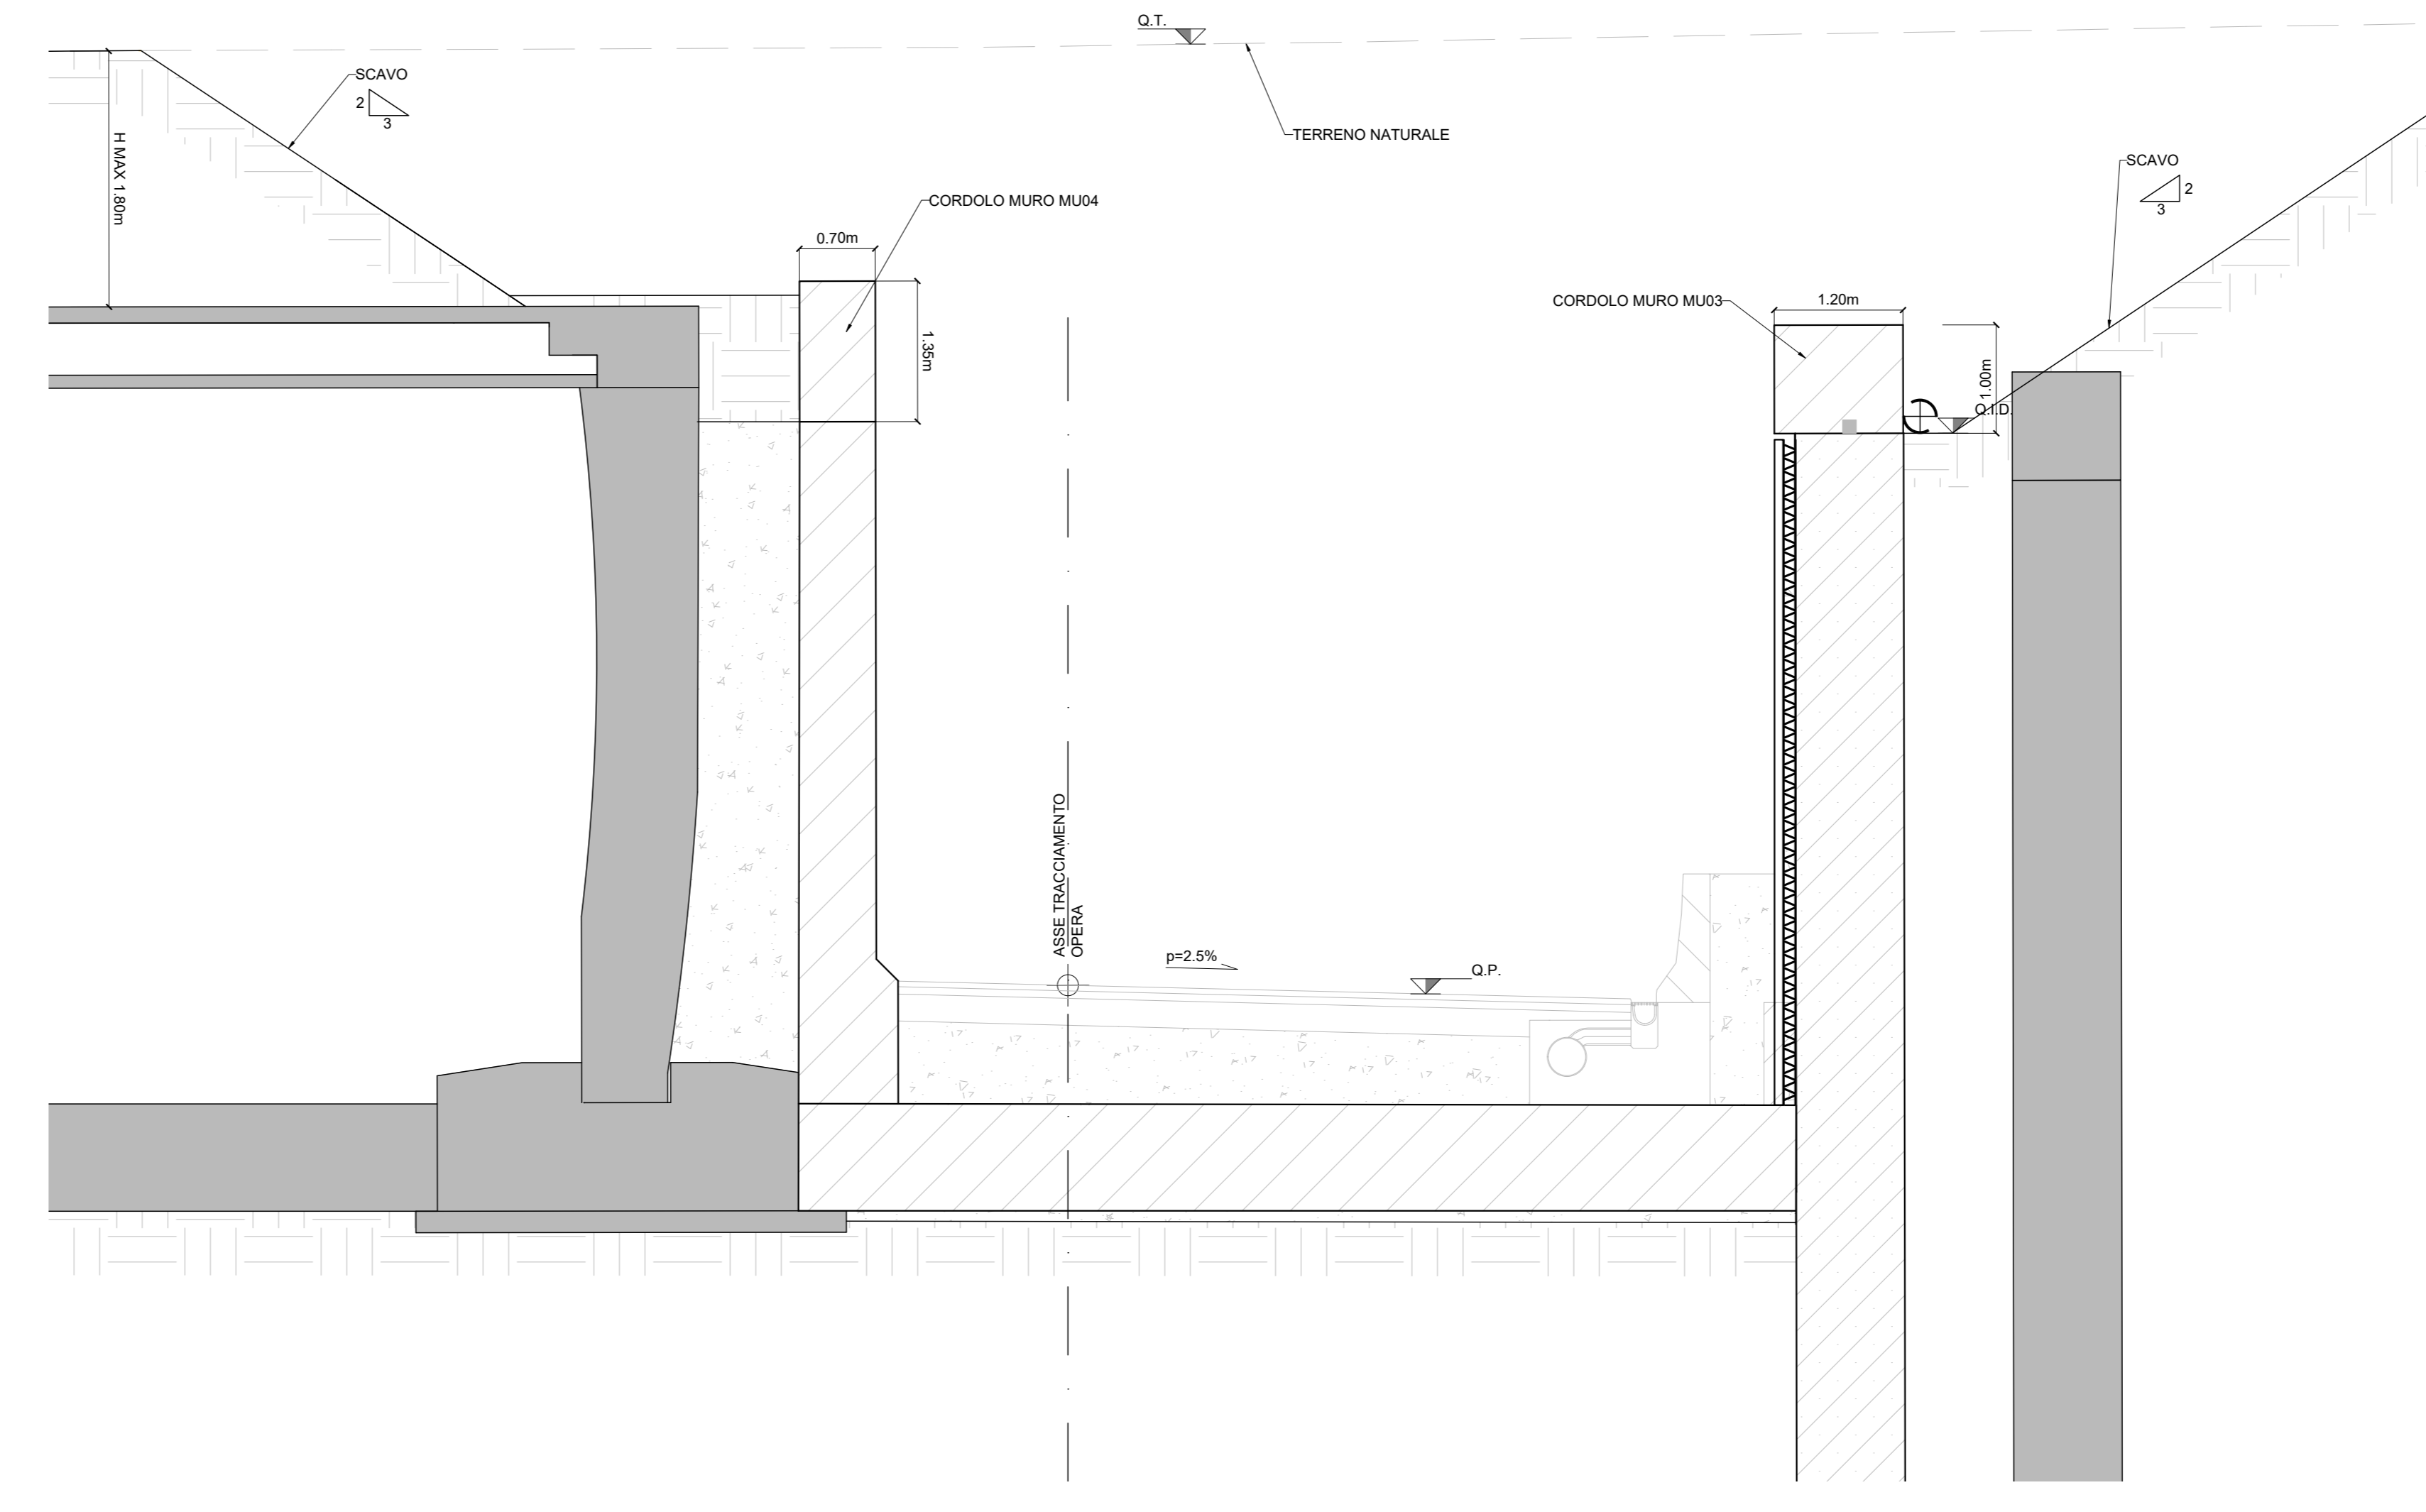 Q.T.
SCAVO
2
3
H MAX 1.80m
TERRENO NATURALE
SCAVO
2
3
CORDOLO MURO MU04
0.70m
1.35m
CORDOLO MURO MU03
1.20m
1.00m
Q.I.D.
ASSE TRACCIAMENTO
OPERA
p=2.5%
Q.P.